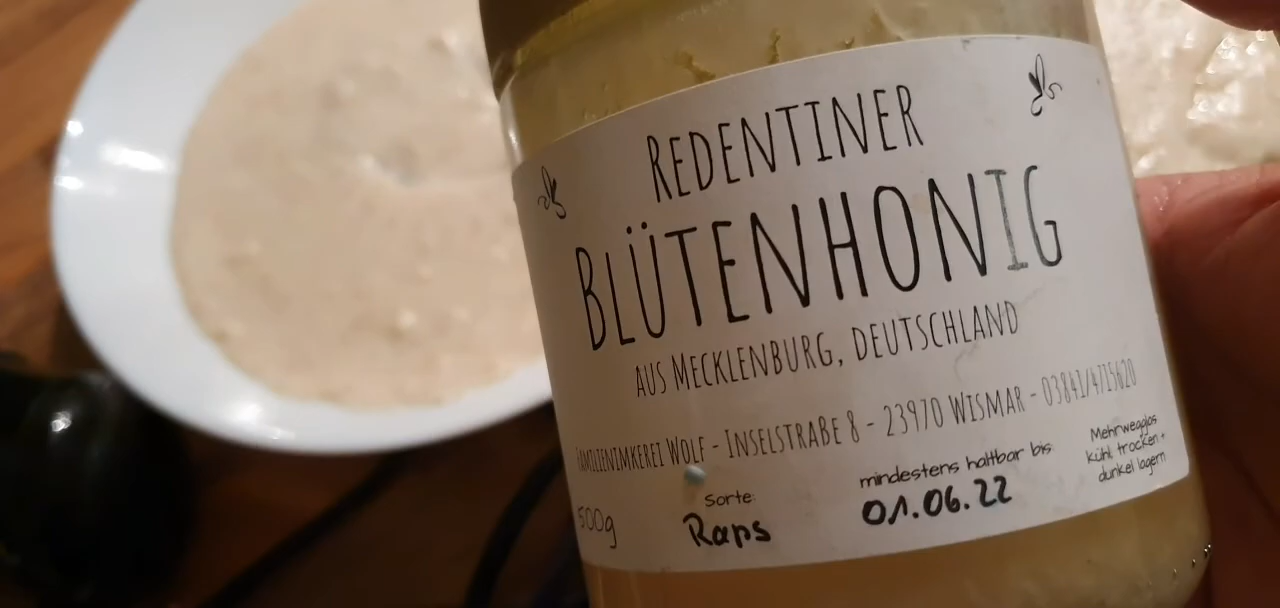 REDENTINER
BLÜTENHONIG
AUS MECKLENBURG, DEUTSCHLAND
FAMILIENIMKEREI WOLF - INSELSTRAßE 8 - 23970 WISMAR - 03841/4715620
500g
Sorte:
Raps
mindestens haltbar bis:
01.06.22
Mehrwegglas
kühl, trocken +
dunkel lagern